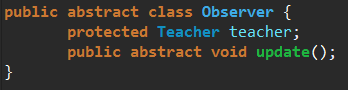 public abstract class Observer {
protected Teacher teacher;
public abstract void update();
}